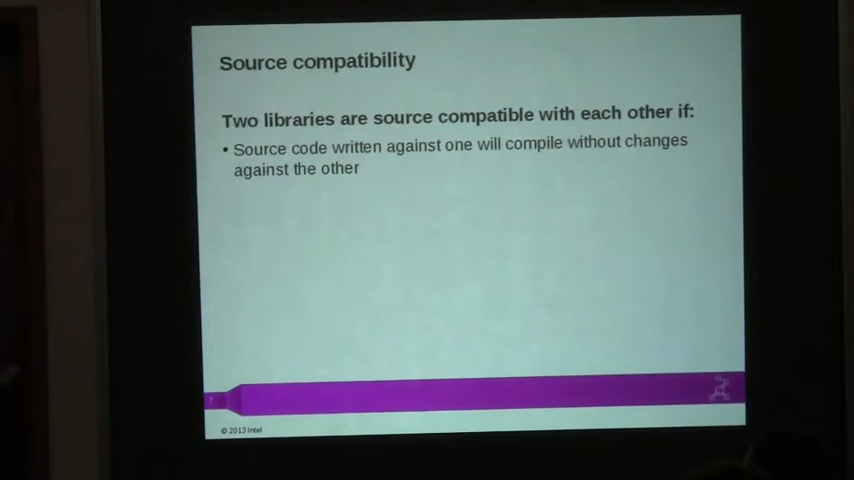 Source compatibility
Two libraries are source compatible with each other if:
• Source code written against one will compile without changes
against the other
7
© 2013 Intel